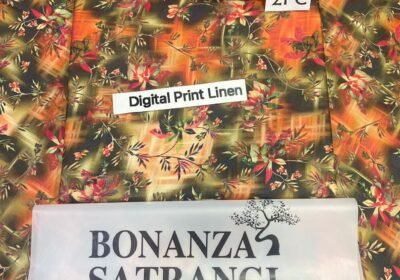 2PC
Digital Print Linen
BONANZA
SATRANGI